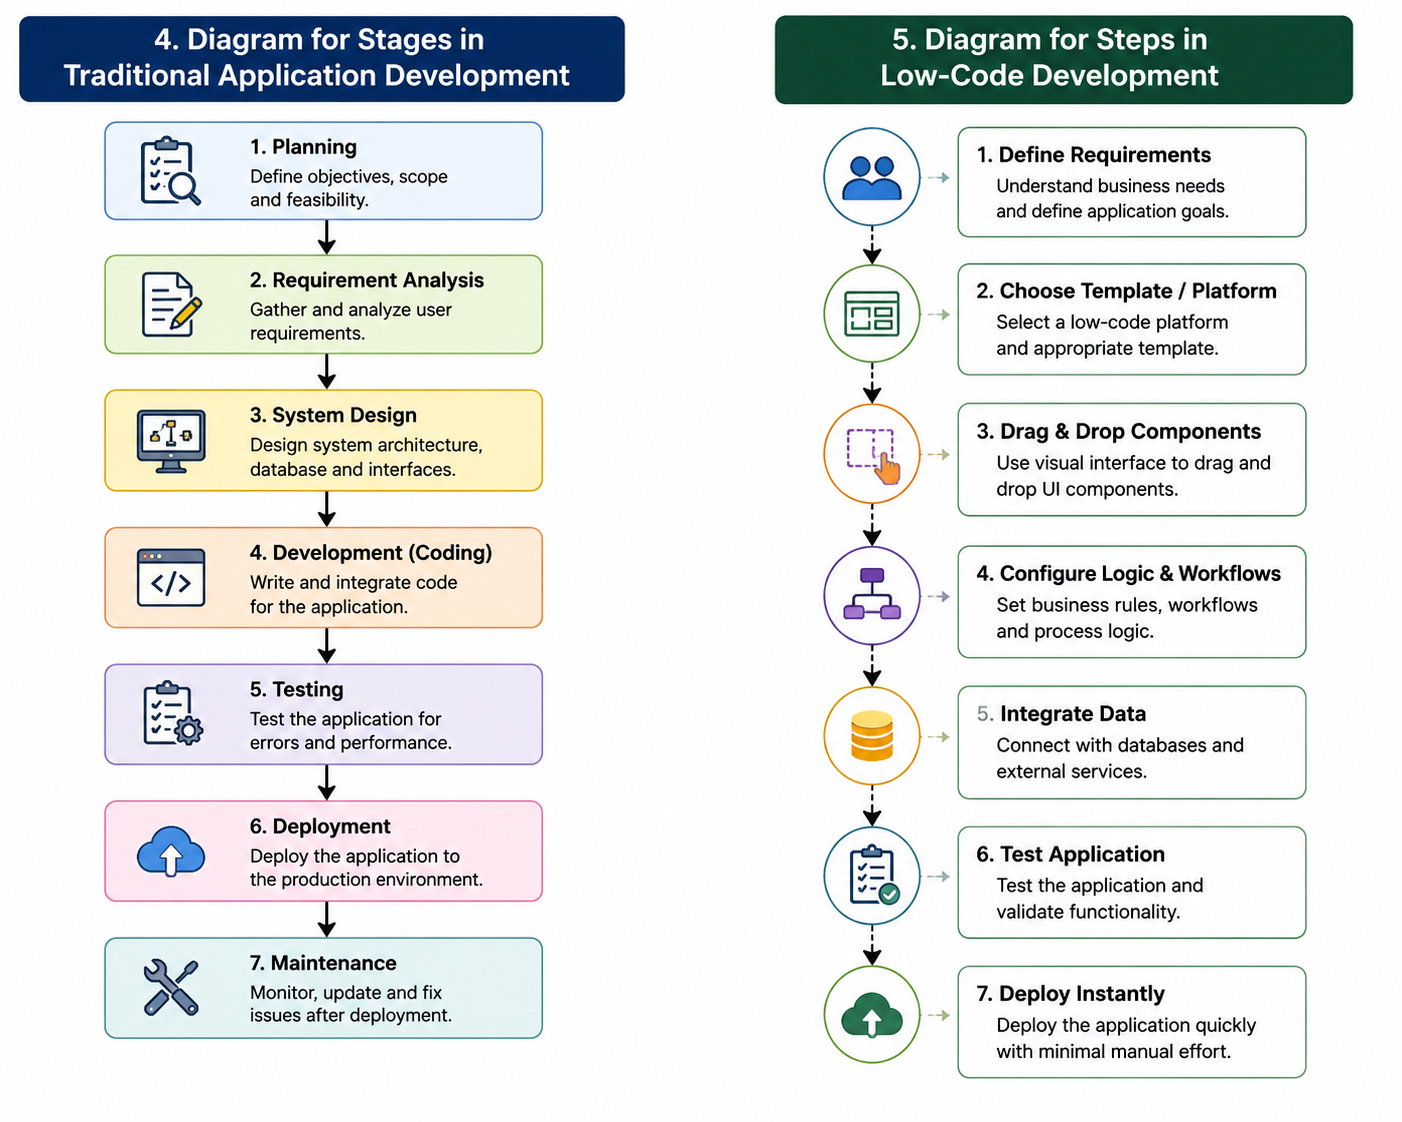 4. Diagram for Stages in
Traditional Application Development
1. Planning
Define objectives, scope
and feasibility.
2. Requirement Analysis
Gather and analyze user
requirements.
3. System Design
Design system architecture,
database and interfaces.
4. Development (Coding)
</>
Write and integrate code
for the application.
5. Testing
Test the application for
errors and performance.
6. Deployment
Deploy the application to
the production environment.
7. Maintenance
Monitor, update and fix
issues after deployment.
5. Diagram for Steps in
Low-Code Development
1. Define Requirements
Understand business needs
and define application goals.
2. Choose Template / Platform
Select a low-code platform
and appropriate template.
3. Drag & Drop Components
Use visual interface to drag and
drop UI components.
4. Configure Logic & Workflows
Set business rules, workflows
and process logic.
5. Integrate Data
Connect with databases and
external services.
6. Test Application
Test the application and
validate functionality.
7. Deploy Instantly
Deploy the application quickly
with minimal manual effort.